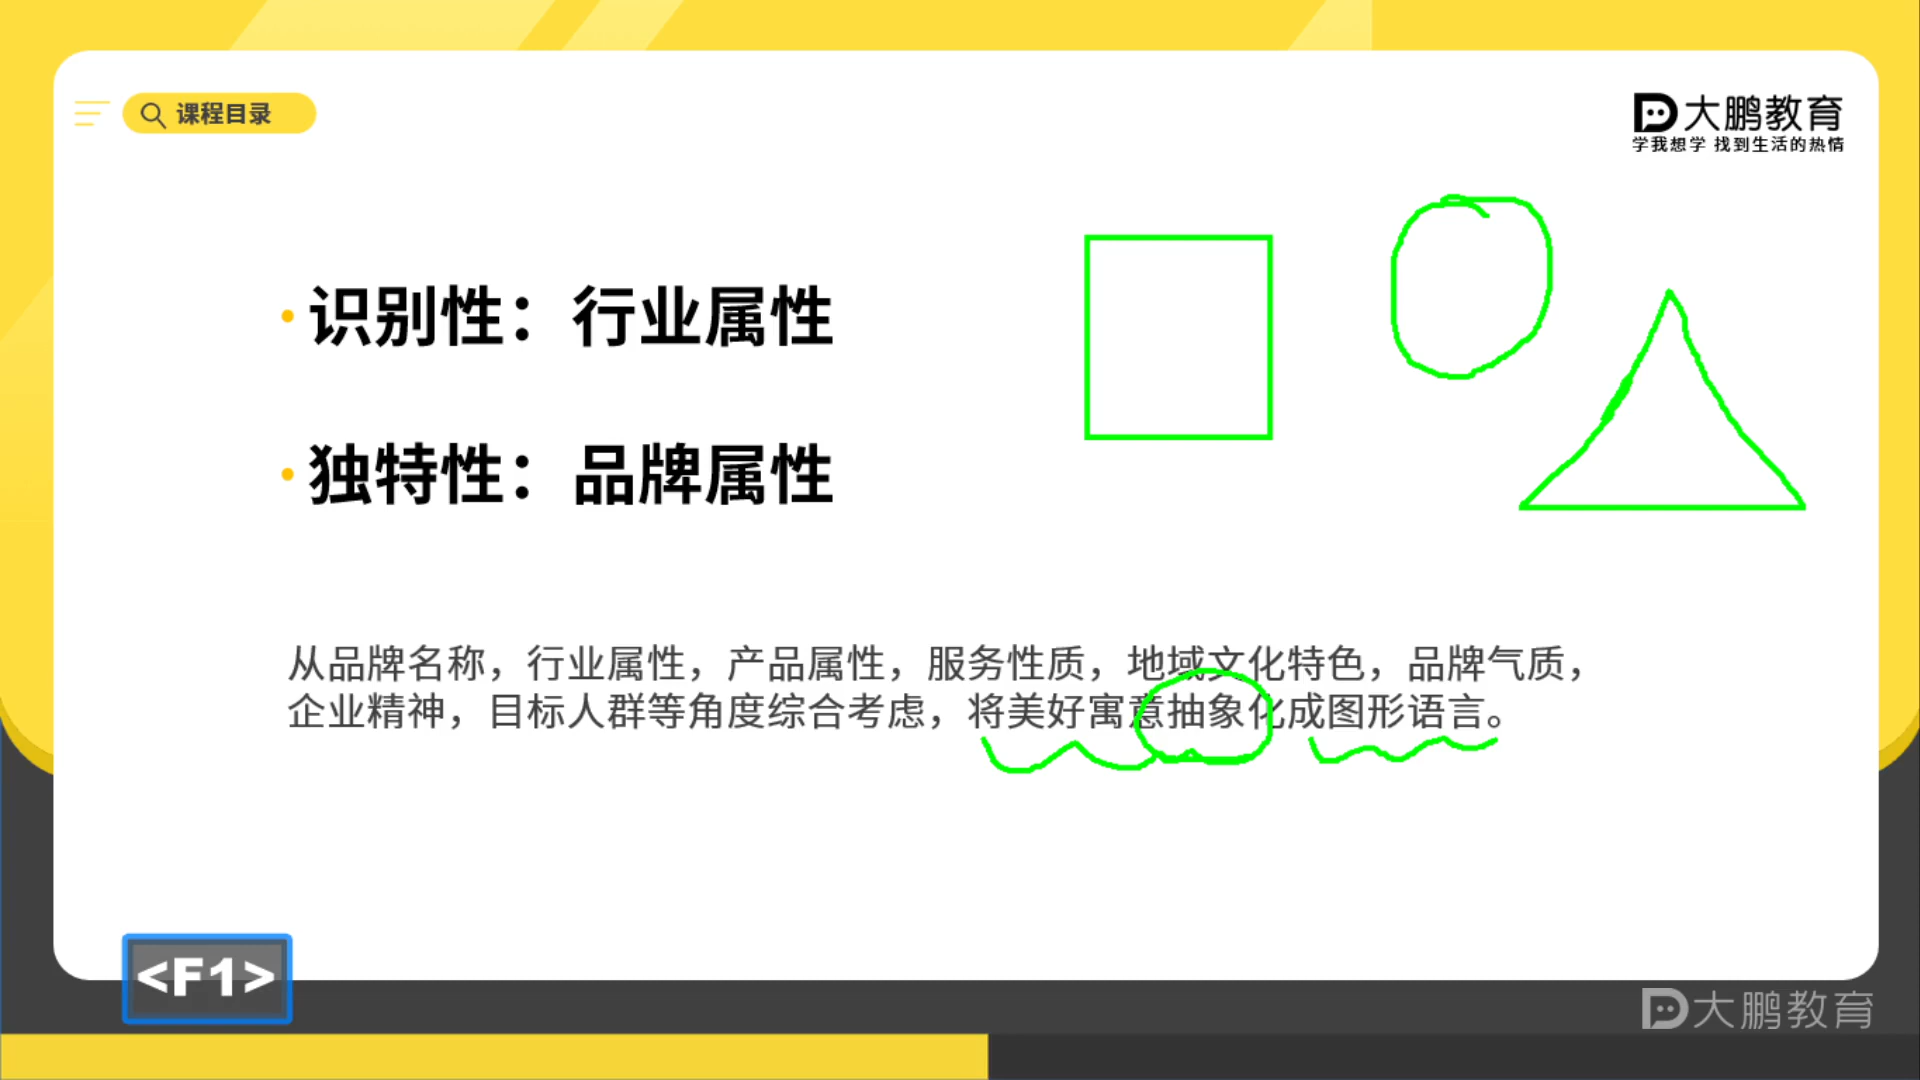 课程目录
大鹏教育
学我想学 找到生活的热情
·识别性：行业属性
·独特性：品牌属性
从品牌名称，行业属性，产品属性，服务性质，地域文化特色，品牌气质，
企业精神，目标人群等角度综合考虑，将美好寓意抽象化成图形语言。
<F1>
大鹏教育